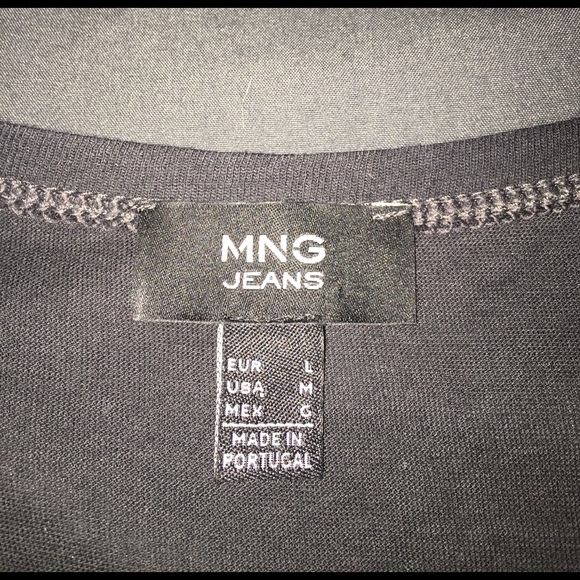 MNG
JEANS
EUR L
USA M
MEX G
MADE IN
PORTUGAL